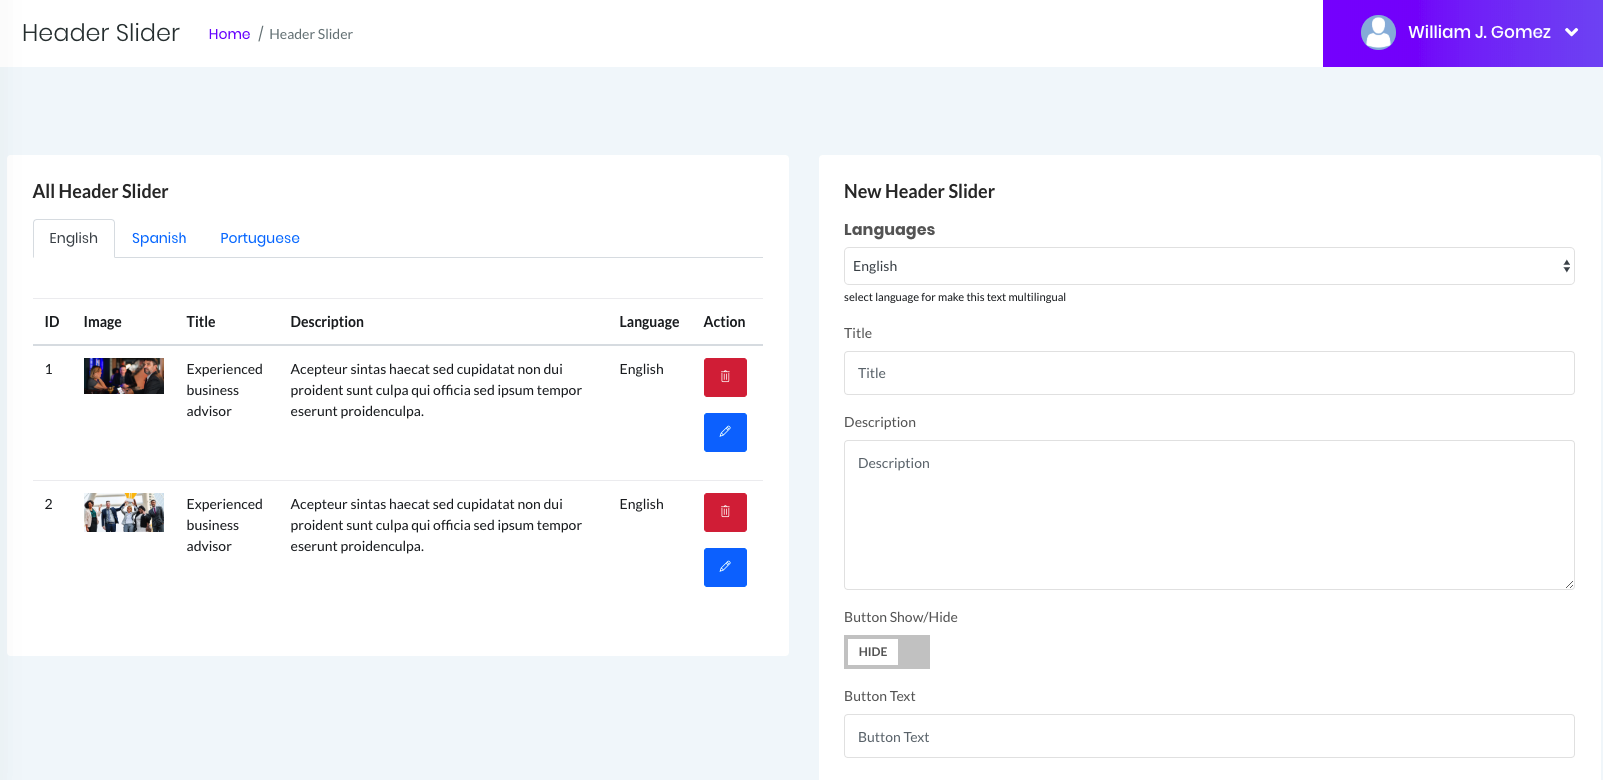 Header Slider
Home / Header Slider
William J. Gomez
All Header Slider
English Spanish Portuguese
ID Image Title Description Language Action
1 Experienced Acepteur sintas haecat sed cupidatat non dui English
business proident sunt culpa qui officia sed ipsum tempor
advisor eserunt proidenculpa.
2 Experienced Acepteur sintas haecat sed cupidatat non dui English
business proident sunt culpa qui officia sed ipsum tempor
advisor eserunt proidenculpa.
New Header Slider
Languages
English
select language for make this text multilingual
Title
Title
Description
Description
Button Show/Hide
HIDE
Button Text
Button Text